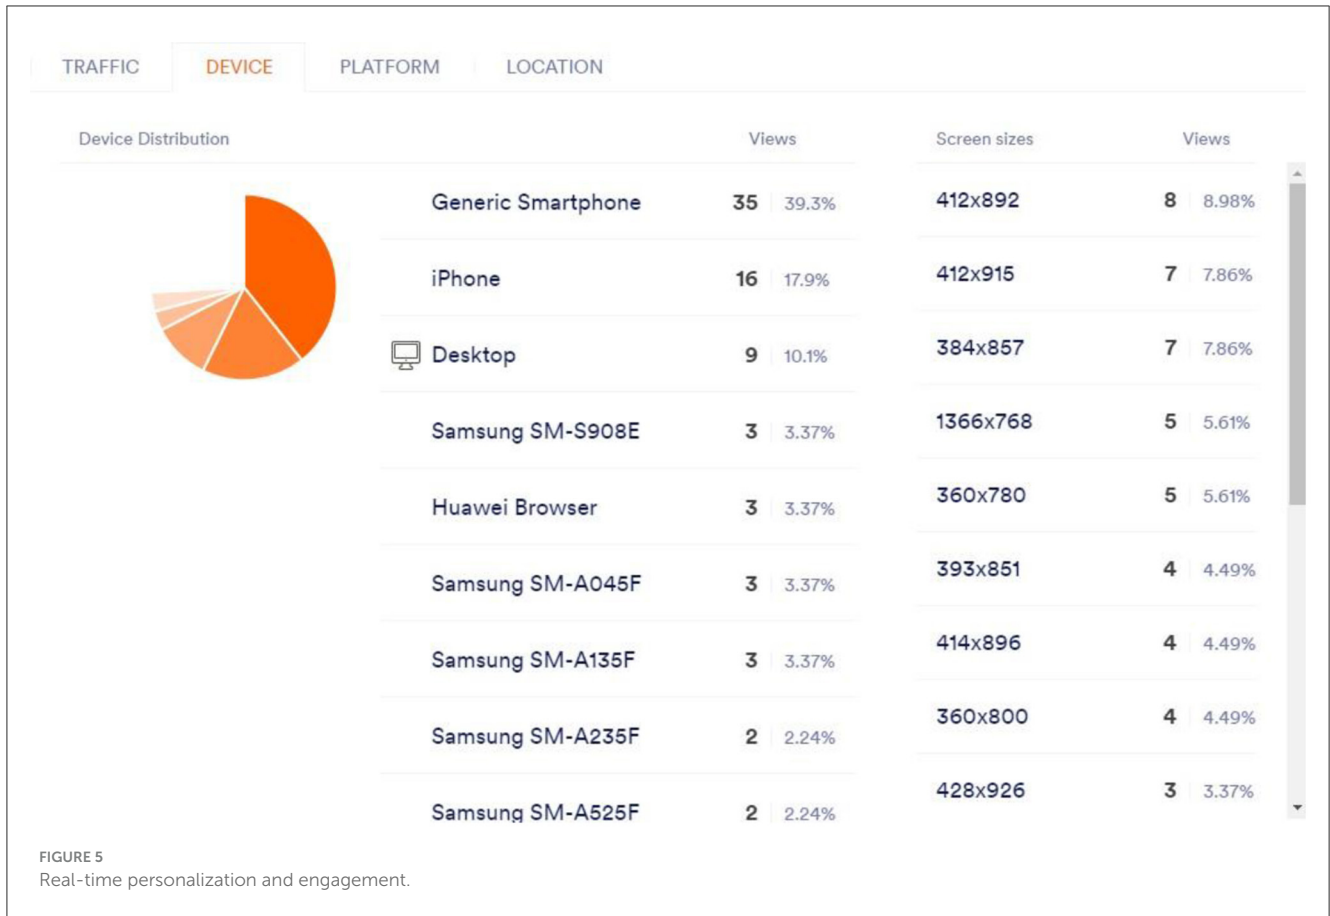 TRAFFIC DEVICE PLATFORM LOCATION
Device Distribution Views Screen sizes Views
Generic Smartphone 35 39.3% 412x892 8 8.98%
iPhone 16 17.9% 412x915 7 7.86%
Desktop 9 10.1% 384x857 7 7.86%
Samsung SM-S908E 3 3.37% 1366x768 5 5.61%
Huawei Browser 3 3.37% 360x780 5 5.61%
Samsung SM-A045F 3 3.37% 393x851 4 4.49%
Samsung SM-A135F 3 3.37% 414x896 4 4.49%
Samsung SM-A235F 2 2.24% 360x800 4 4.49%
Samsung SM-A525F 2 2.24% 428x926 3 3.37%
FIGURE 5
Real-time personalization and engagement.